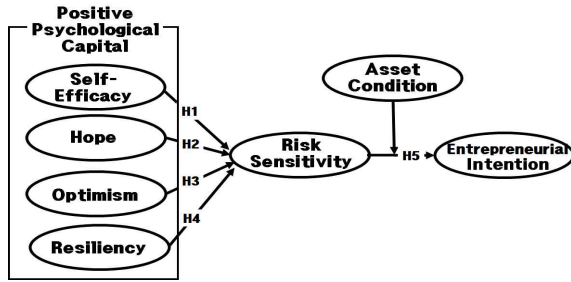 Positive
Psychological
Capital
Self-
Efficacy
H1
Hope
H2
Optimism
H3
Resiliency
H4
Risk
Sensitivity
Asset
Condition
H5
Entrepreneurial
Intention